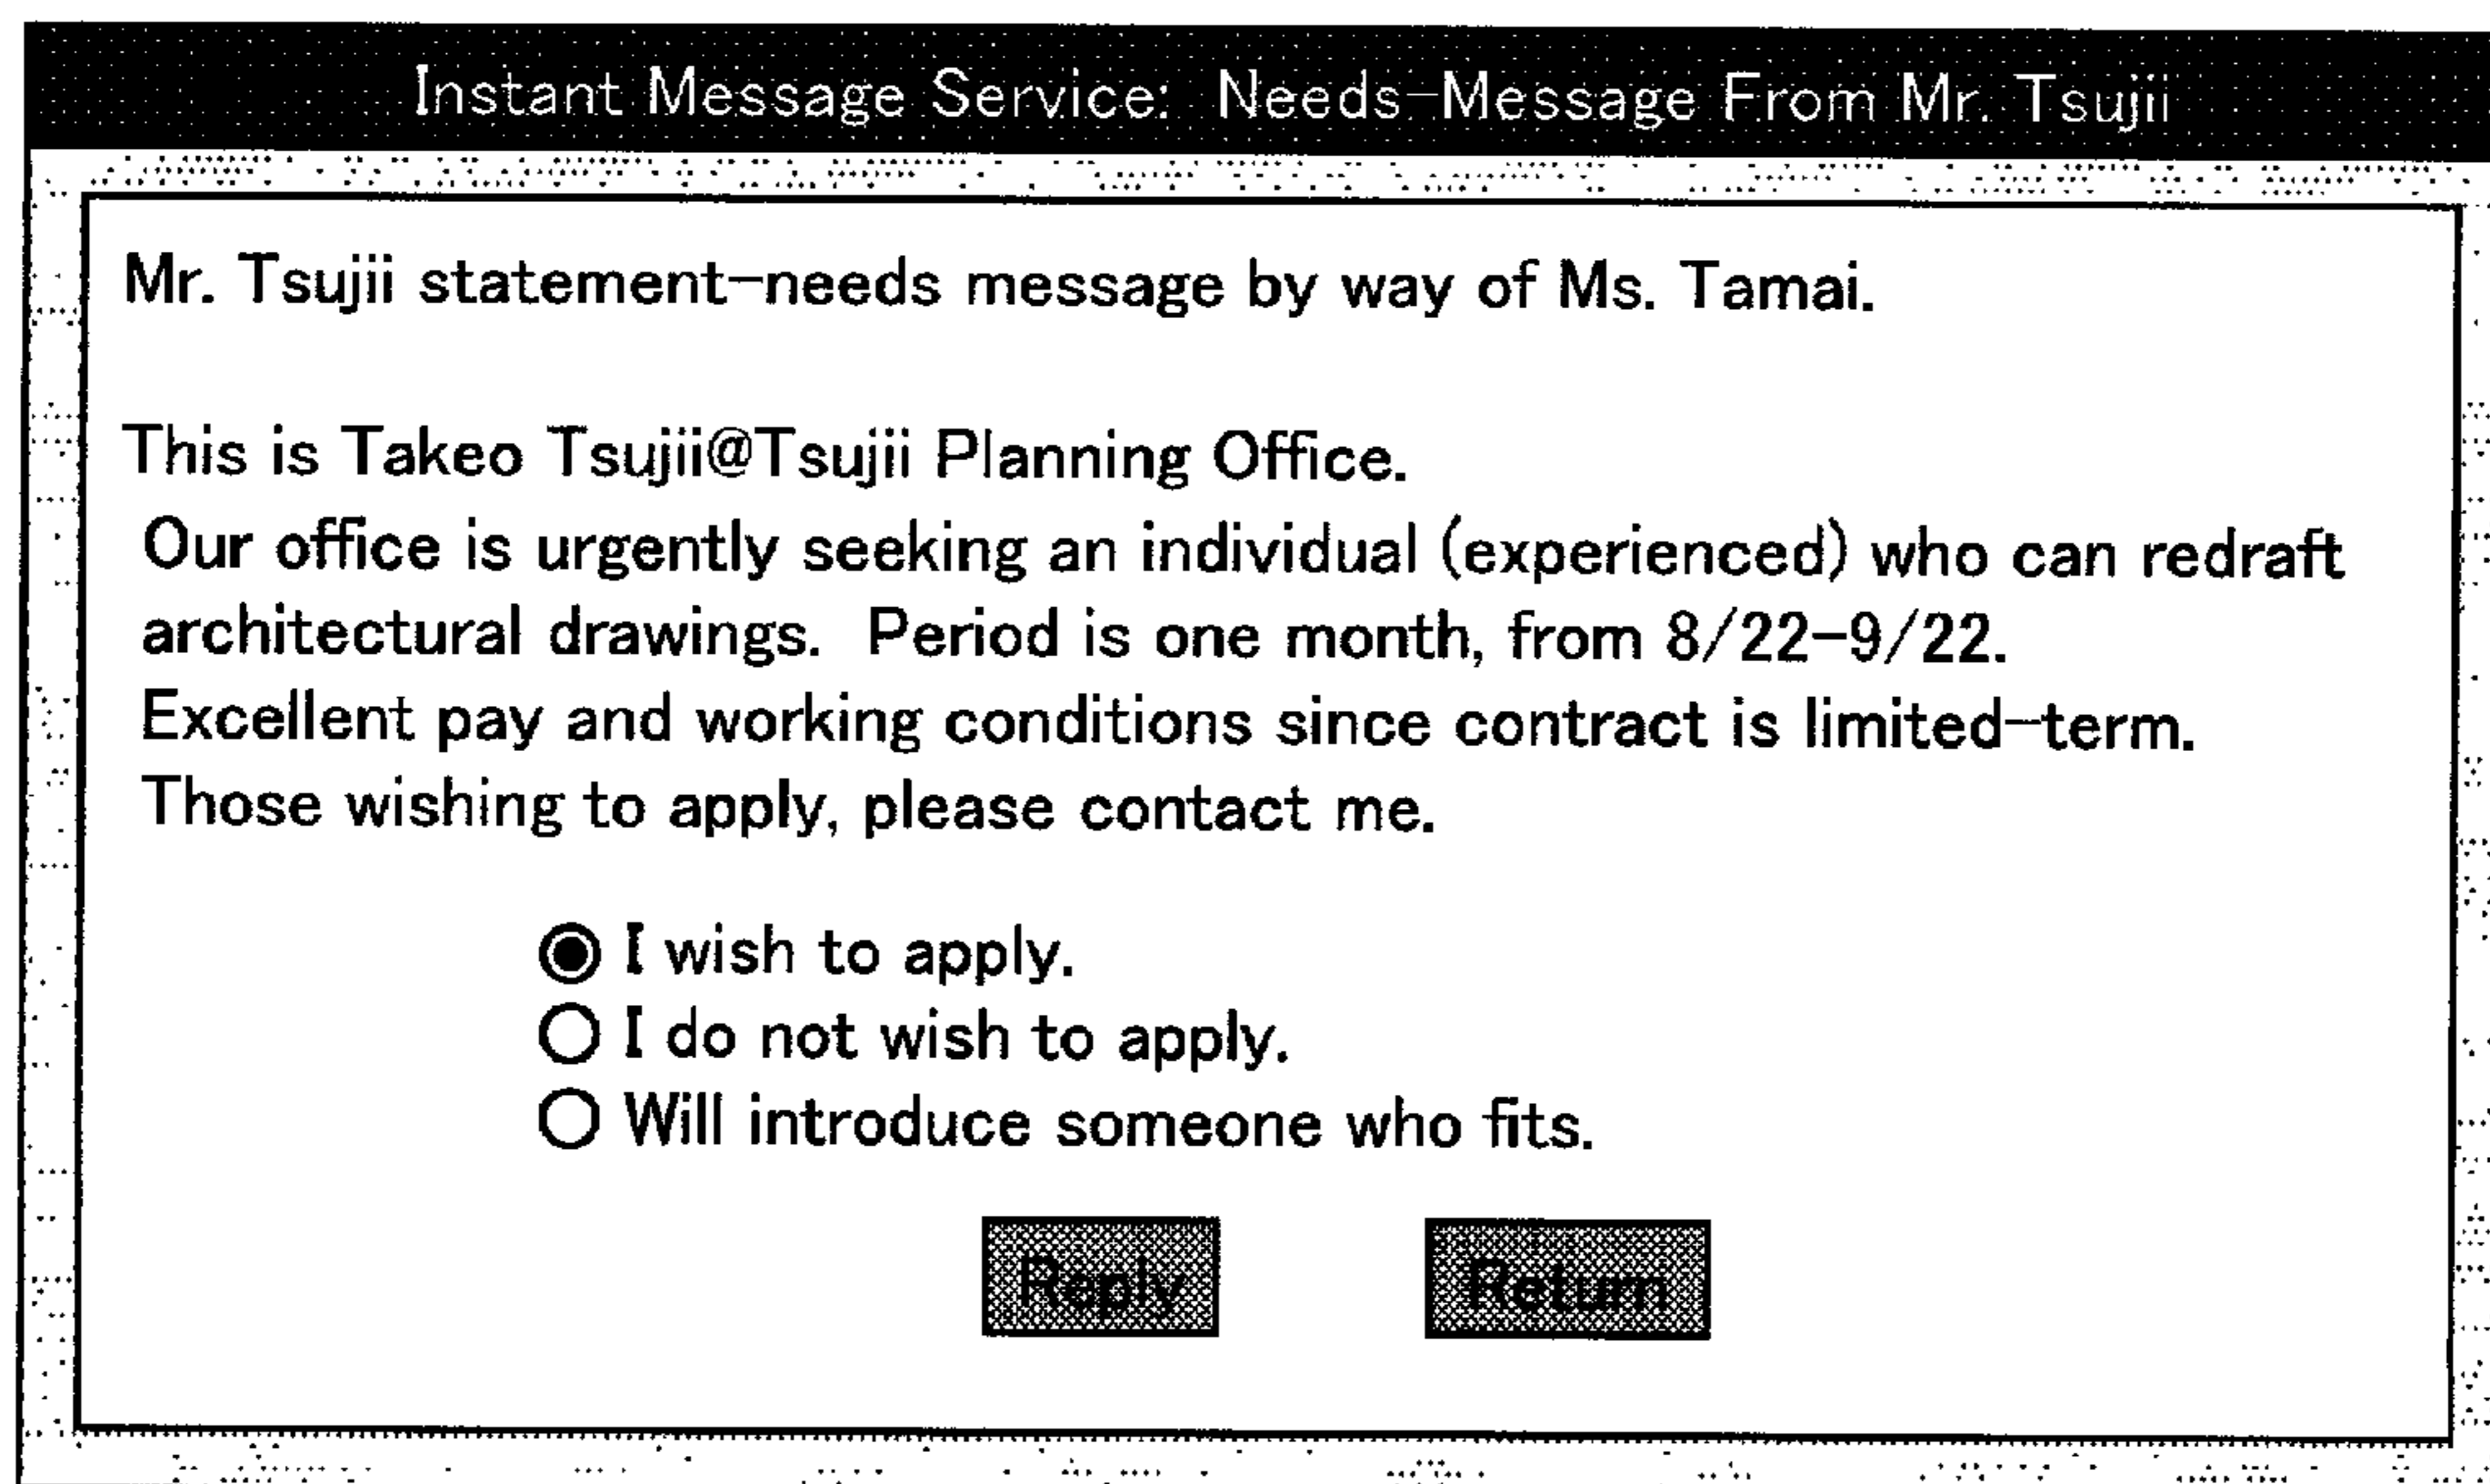 Instant Message Service: Needs-Message From Mr. Tsujii
Mr. Tsujii statement-needs message by way of Ms. Tamai.
This is Takeo Tsujii@Tsujii Planning Office.
Our office is urgently seeking an individual (experienced) who can redraft
architectural drawings. Period is one month, from 8/22-9/22.
Excellent pay and working conditions since contract is limited-term.
Those wishing to apply, please contact me.
I wish to apply.
I do not wish to apply.
Will introduce someone who fits.
Reply Return